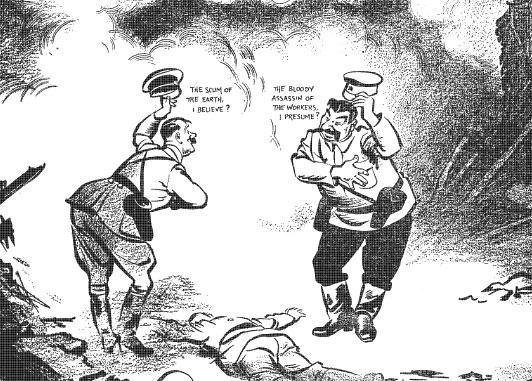 THE SCUM OF
THE EARTH,
I BELIEVE?
THE BLOODY
ASSASSIN OF
THE WORKERS,
I PRESUME?